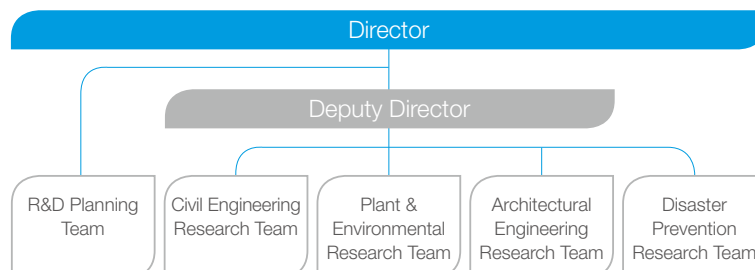 Director
Deputy Director
R&D Planning
Team
Civil Engineering
Research Team
Plant &
Environmental
Research Team
Architectural
Engineering
Research Team
Disaster
Prevention
Research Team